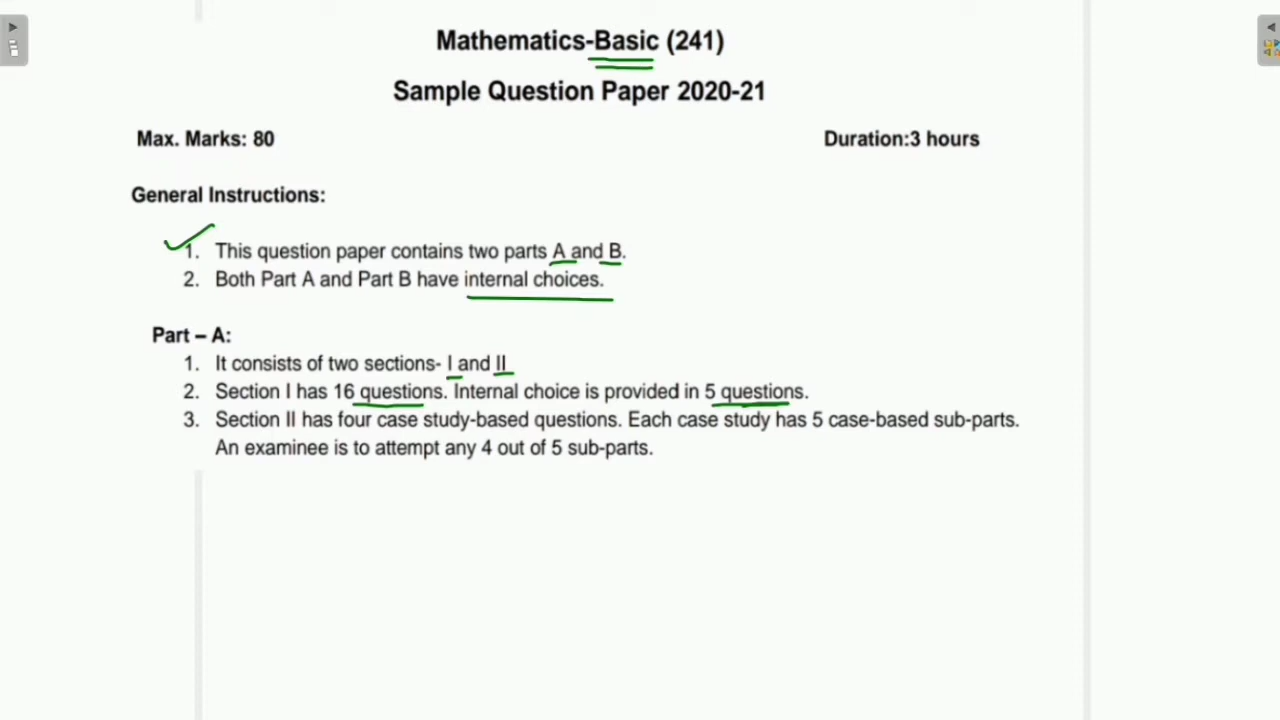 Mathematics-Basic (241)
Sample Question Paper 2020-21
Max. Marks: 80 Duration:3 hours
General Instructions:
1. This question paper contains two parts A and B.
2. Both Part A and Part B have internal choices.
Part – A:
1. It consists of two sections- I and II
2. Section I has 16 questions. Internal choice is provided in 5 questions.
3. Section II has four case study-based questions. Each case study has 5 case-based sub-parts.
An examinee is to attempt any 4 out of 5 sub-parts.